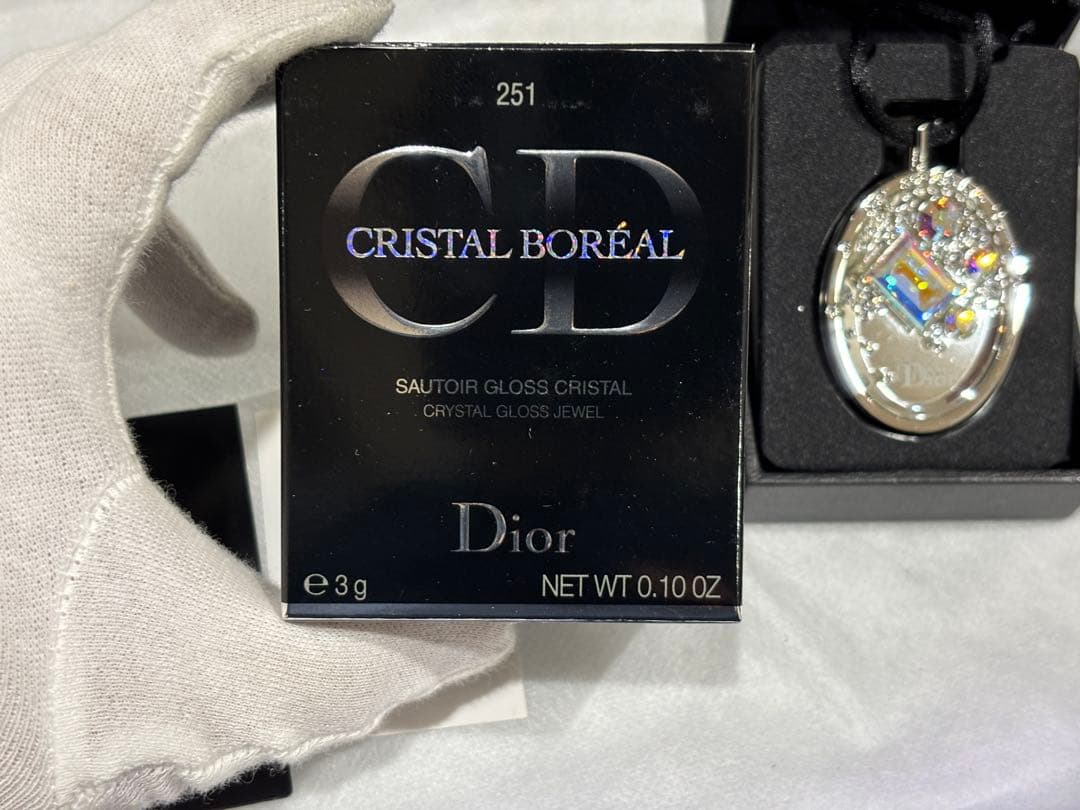 251
CD
CRISTAL BORÉAL
SAUTOIR GLOSS CRISTAL
CRYSTAL GLOSS JEWEL
Dior
e 3 g
NET WT 0.10 OZ
Dior